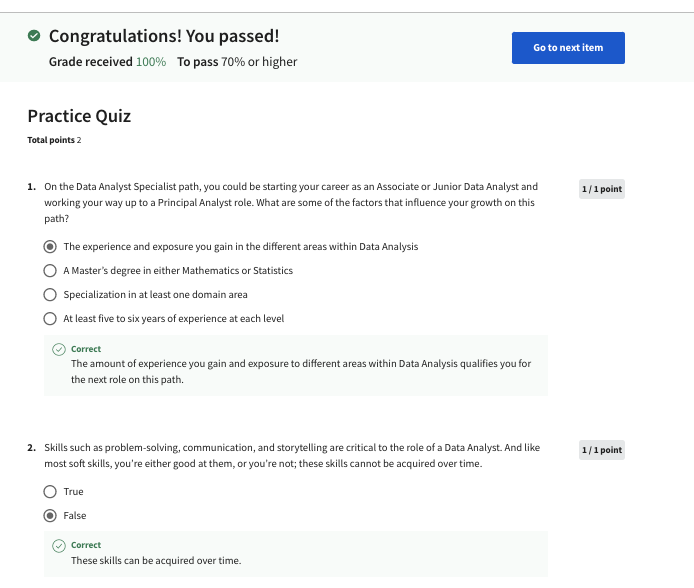 Congratulations! You passed!
Grade received 100% To pass 70% or higher
Go to next item
Practice Quiz
Total points 2
1. On the Data Analyst Specialist path, you could be starting your career as an Associate or Junior Data Analyst and
working your way up to a Principal Analyst role. What are some of the factors that influence your growth on this
path?
1 / 1 point
The experience and exposure you gain in the different areas within Data Analysis
A Master's degree in either Mathematics or Statistics
Specialization in at least one domain area
At least five to six years of experience at each level
Correct
The amount of experience you gain and exposure to different areas within Data Analysis qualifies you for
the next role on this path.
2. Skills such as problem-solving, communication, and storytelling are critical to the role of a Data Analyst. And like
most soft skills, you're either good at them, or you're not; these skills cannot be acquired over time.
1 / 1 point
True
False
Correct
These skills can be acquired over time.